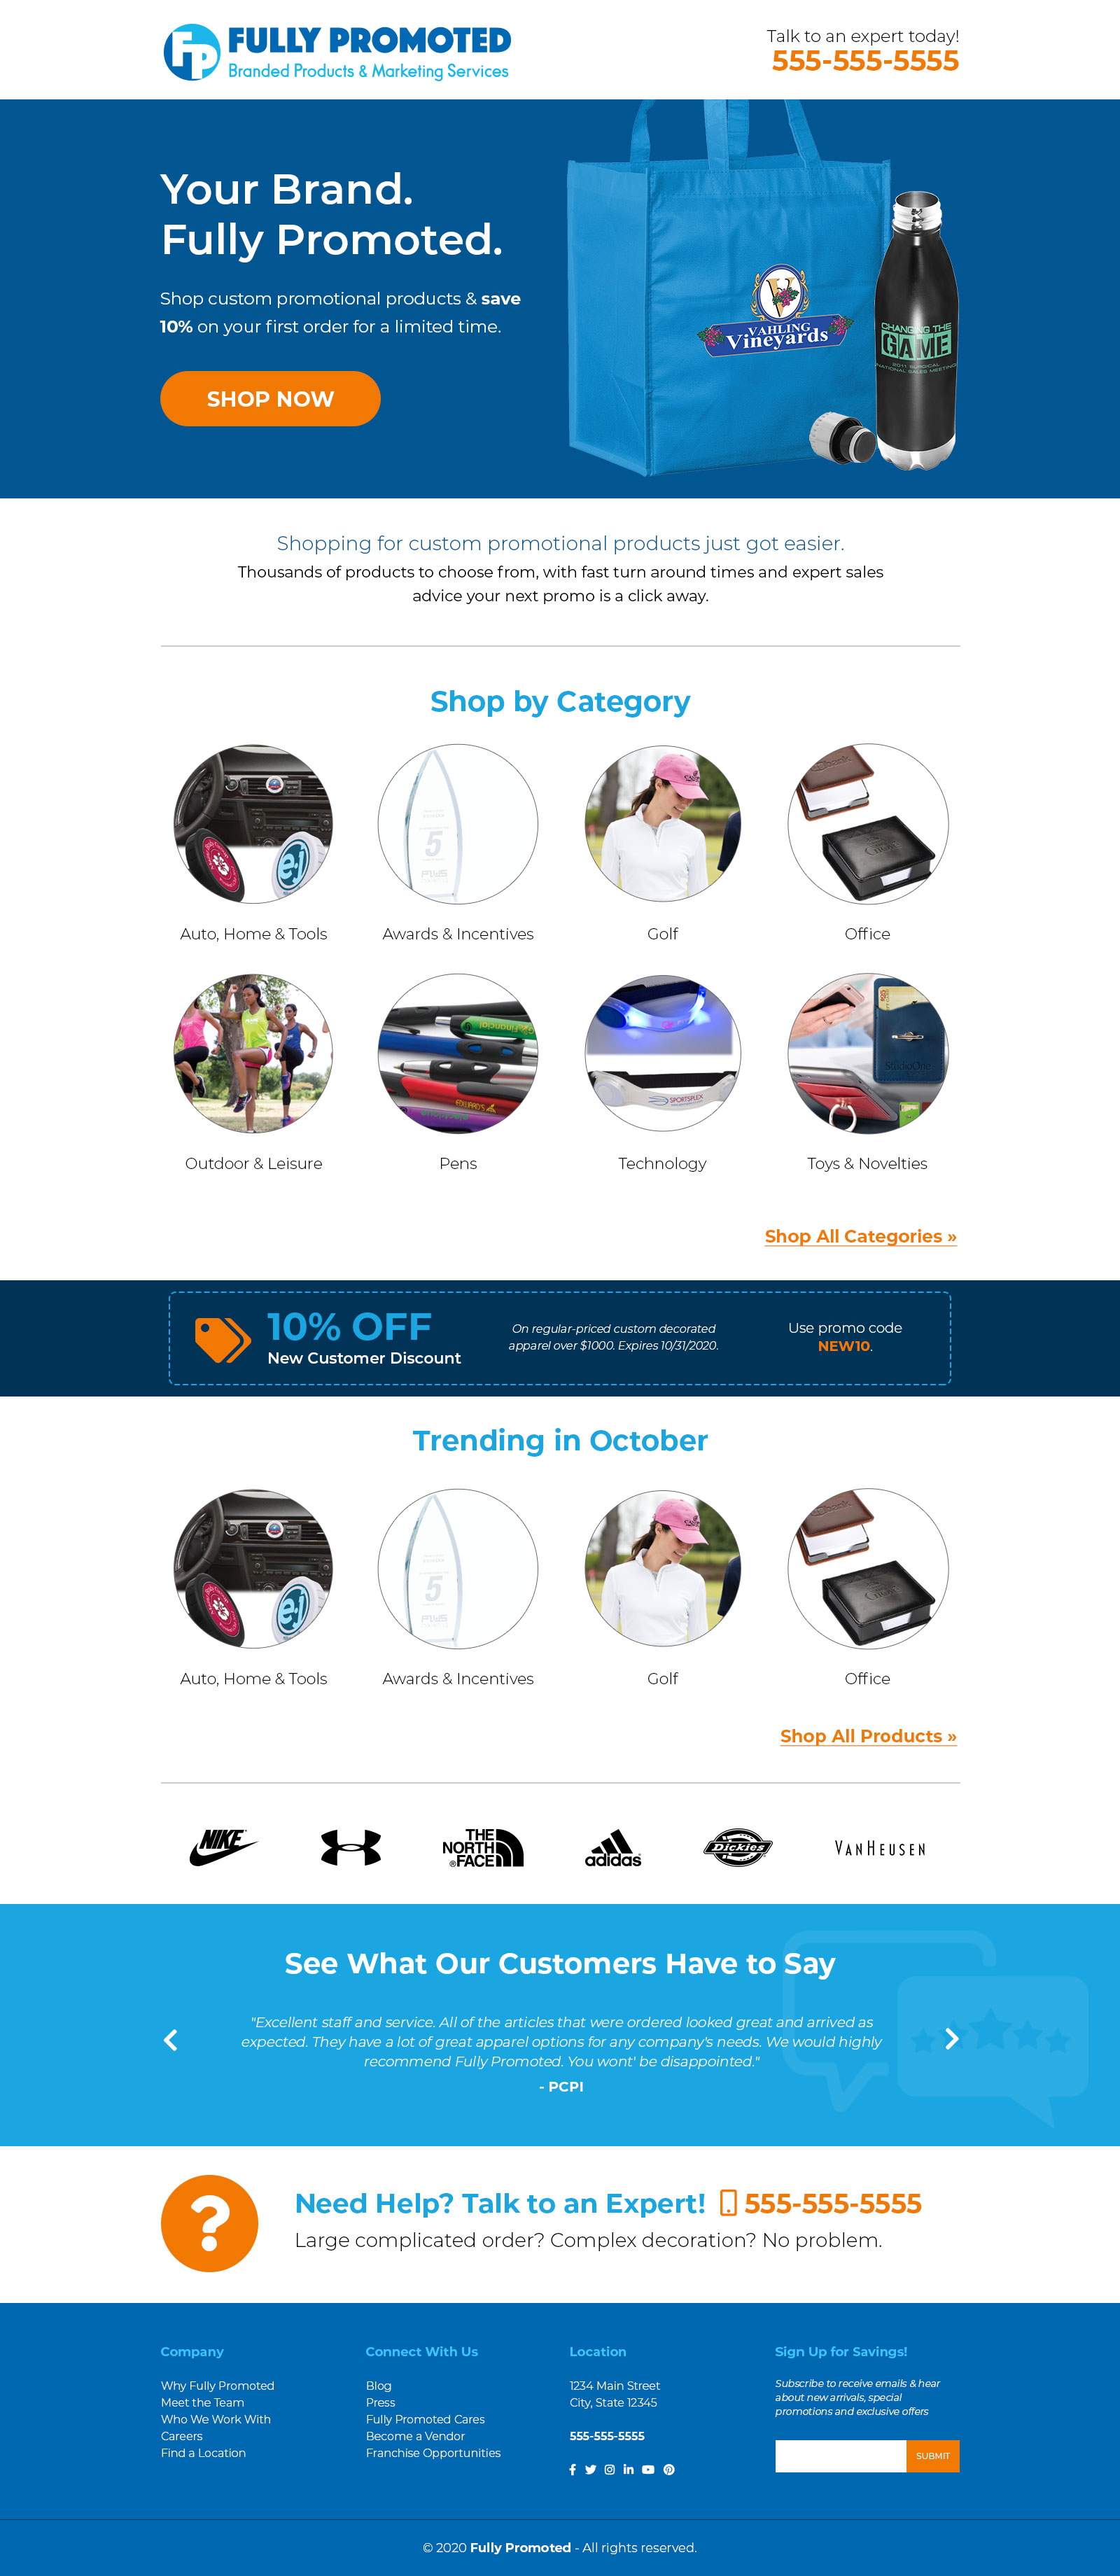 FP
FULLY PROMOTED
Branded Products & Marketing Services
Talk to an expert today!
555-555-5555
Your Brand.
Fully Promoted.
Shop custom promotional products & save
10% on your first order for a limited time.
SHOP NOW
V
VAHLING
Vineyards
CHANGING THE
GAME
2011 SURGICAL
NATIONAL SALES MEETING
Shopping for custom promotional products just got easier.
Thousands of products to choose from, with fast turn around times and expert sales
advice your next promo is a click away.
Shop by Category
e.i
5
Auto, Home & Tools
Awards & Incentives
Golf
Office
Financial
EDWARD'S
SPORTSPLEX
StudioOne
Outdoor & Leisure
Pens
Technology
Toys & Novelties
Shop All Categories »
10% OFF
New Customer Discount
On regular-priced custom decorated
apparel over $1000. Expires 10/31/2020.
Use promo code
NEW10.
Trending in October
e.i
5
Auto, Home & Tools
Awards & Incentives
Golf
Office
Shop All Products »
NIKE
THE
NORTH
FACE
adidas
Dickies
VANHEUSEN
See What Our Customers Have to Say
"Excellent staff and service. All of the articles that were ordered looked great and arrived as
expected. They have a lot of great apparel options for any company's needs. We would highly
recommend Fully Promoted. You wont' be disappointed."
- PCPI
Need Help? Talk to an Expert! 555-555-5555
Large complicated order? Complex decoration? No problem.
Company
Why Fully Promoted
Meet the Team
Who We Work With
Careers
Find a Location
Connect With Us
Blog
Press
Fully Promoted Cares
Become a Vendor
Franchise Opportunities
Location
1234 Main Street
City, State 12345
555-555-5555
Sign Up for Savings!
Subscribe to receive emails & hear
about new arrivals, special
promotions and exclusive offers
SUBMIT
© 2020 Fully Promoted - All rights reserved.